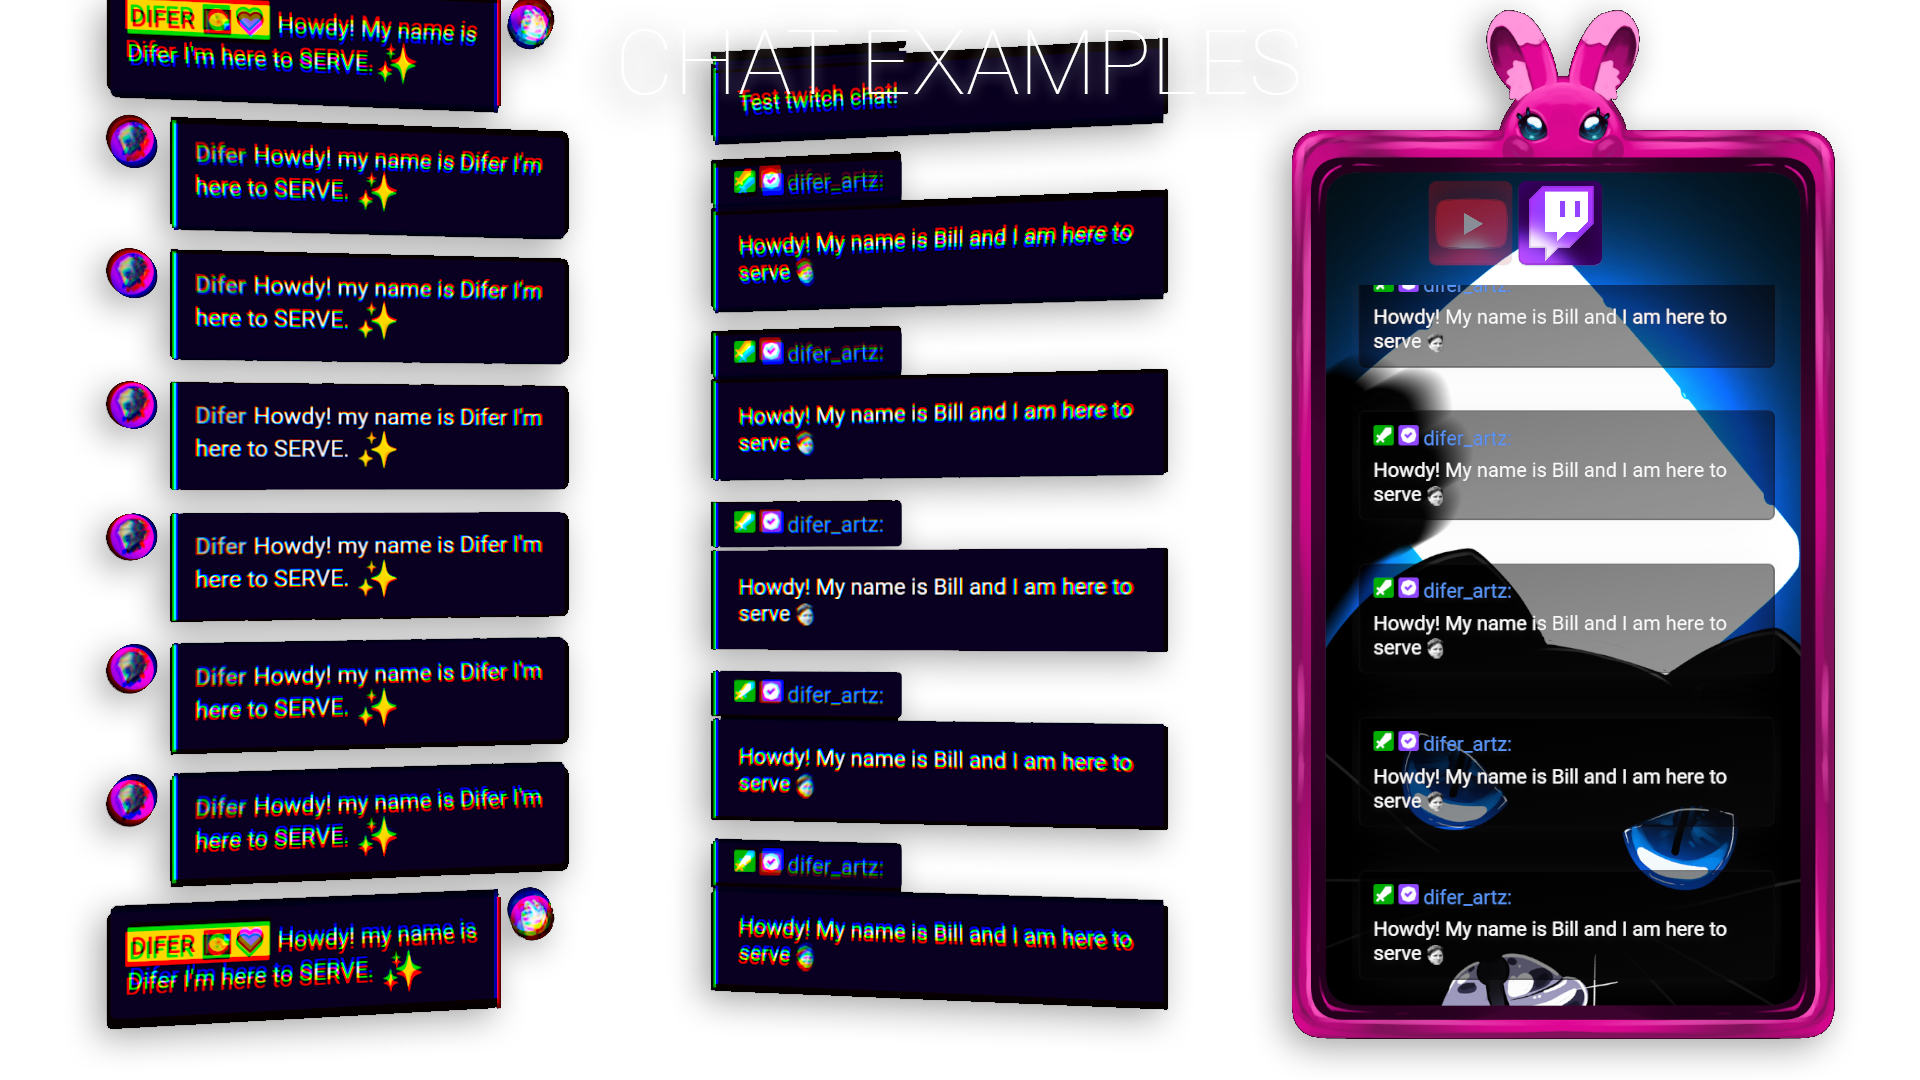 CHAT EXAMPLES
DIFER Howdy! My name is
Difer I'm here to SERVE.
Difer Howdy! my name is Difer I'm
here to SERVE.
Difer Howdy! my name is Difer I'm
here to SERVE.
Difer Howdy! my name is Difer I'm
here to SERVE.
Difer Howdy! my name is Difer I'm
here to SERVE.
Difer Howdy! my name is Difer I'm
here to SERVE.
Difer Howdy! my name is Difer I'm
here to SERVE.
DIFER Howdy! my name is
Difer I'm here to SERVE.
Test twitch chat!
difer_artz:
Howdy! My name is Bill and I am here to
serve
difer_artz:
Howdy! My name is Bill and I am here to
serve
difer_artz:
Howdy! My name is Bill and I am here to
serve
difer_artz:
Howdy! My name is Bill and I am here to
serve
difer_artz:
Howdy! My name is Bill and I am here to
serve
difer_artz:
Howdy! My name is Bill and I am here to
serve
difer_artz:
Howdy! My name is Bill and I am here to
serve
difer_artz:
Howdy! My name is Bill and I am here to
serve
difer_artz:
Howdy! My name is Bill and I am here to
serve
difer_artz:
Howdy! My name is Bill and I am here to
serve